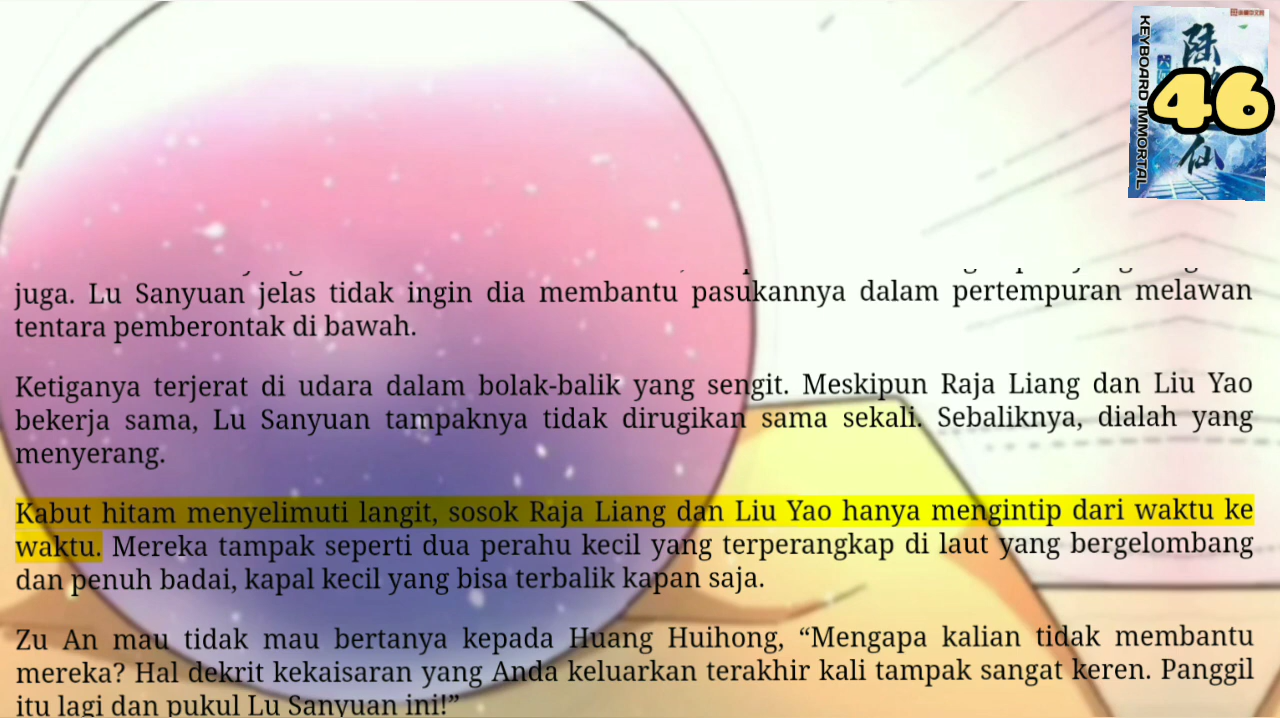 juga. Lu Sanyuan jelas tidak ingin dia membantu pasukannya dalam pertempuran melawan
tentara pemberontak di bawah.
Ketiganya terjerat di udara dalam bolak-balik yang sengit. Meskipun Raja Liang dan Liu Yao
bekerja sama, Lu Sanyuan tampaknya tidak dirugikan sama sekali. Sebaliknya, dialah yang
menyerang.
Kabut hitam menyelimuti langit, sosok Raja Liang dan Liu Yao hanya mengintip dari waktu ke
waktu. Mereka tampak seperti dua perahu kecil yang terperangkap di laut yang bergelombang
dan penuh badai, kapal kecil yang bisa terbalik kapan saja.
Zu An mau tidak mau bertanya kepada Huang Huihong, “Mengapa kalian tidak membantu
mereka? Hal dekrit kekaisaran yang Anda keluarkan terakhir kali tampak sangat keren. Panggil
itu lagi dan pukul Lu Sanyuan ini!”
KEYBOARD IMMORTAL
陆
仙
46